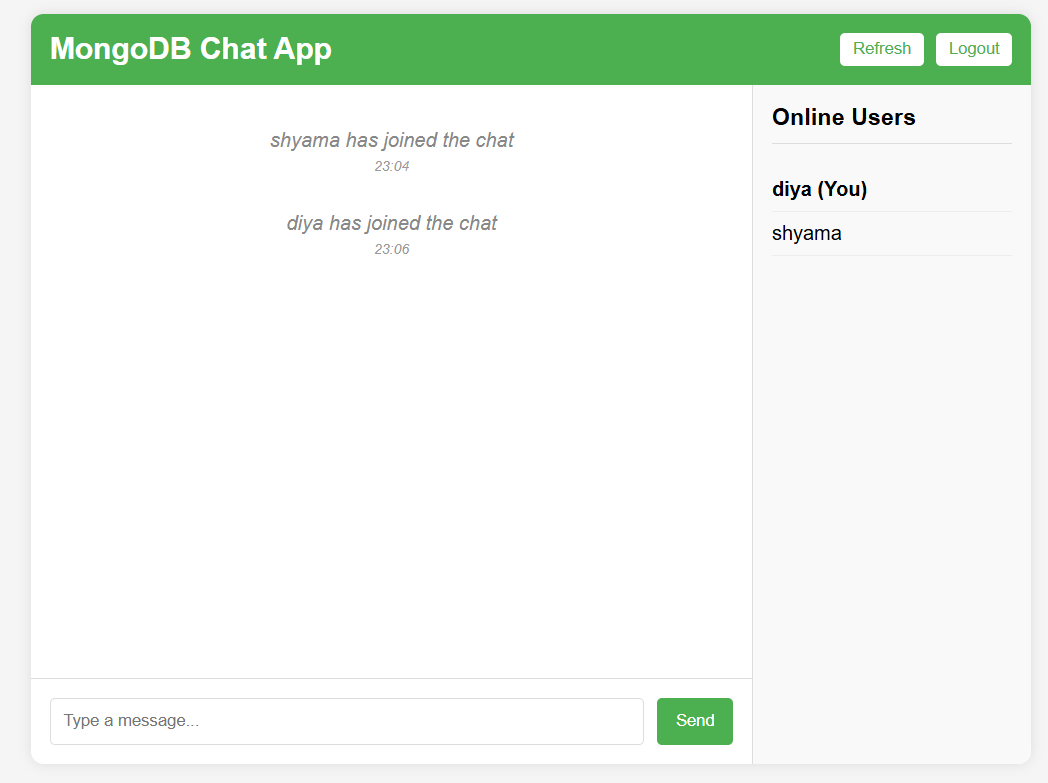 MongoDB Chat App
Refresh
Logout
shyama has joined the chat
23:04
diya has joined the chat
23:06
Online Users
diya (You)
shyama
Type a message...
Send